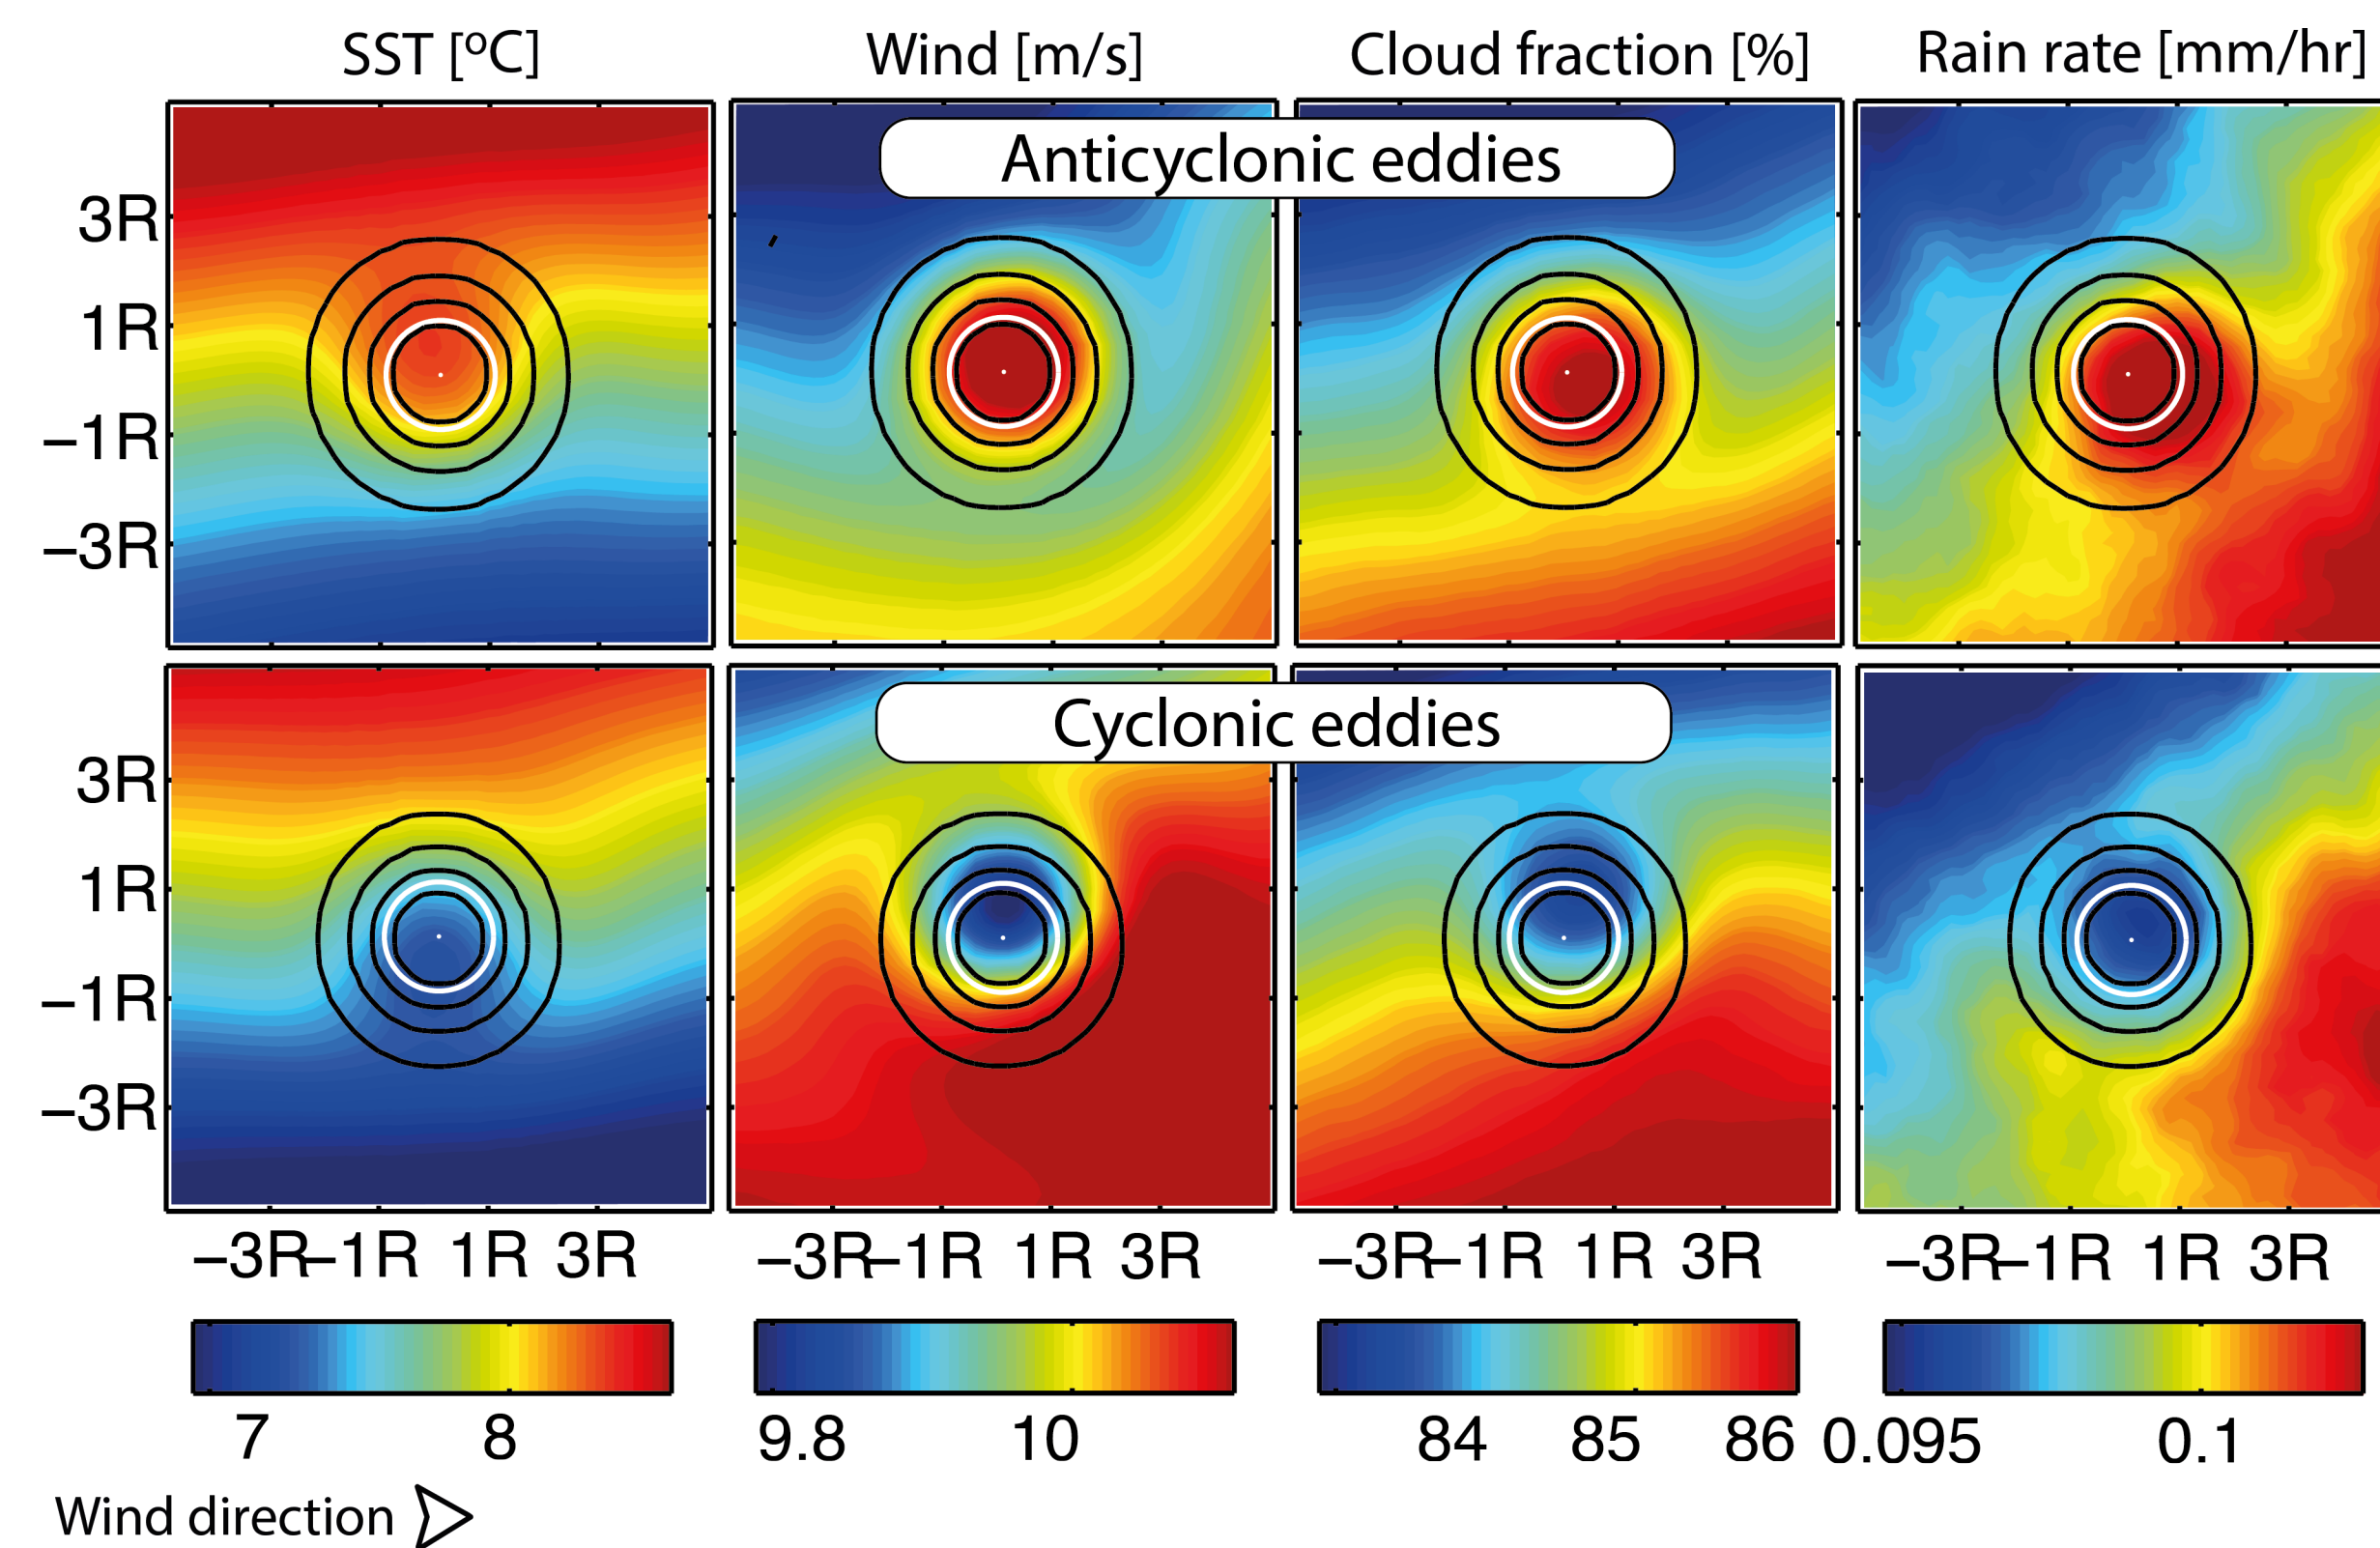 SST [ºC] Wind [m/s] Cloud fraction [%] Rain rate [mm/hr]
Anticyclonic eddies
3R
1R
−1R
−3R
Cyclonic eddies
3R
1R
−1R
−3R
−3R −1R 1R 3R −3R −1R 1R 3R −3R −1R 1R 3R −3R −1R 1R 3R
7 8 9.8 10 84 85 86 0.095 0.1
Wind direction